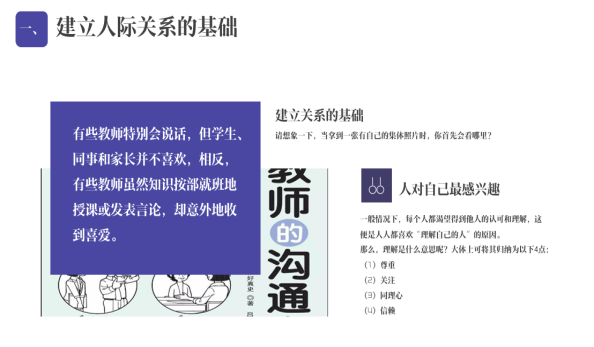 一、
建立人际关系的基础
有些教师特别会说话，但学生、
同事和家长并不喜欢，相反，
有些教师虽然知识按部就班地
授课或发表言论，却意外地收
到喜爱。
建立关系的基础
请想象一下，当拿到一张有自己的集体照片时，你首先会看哪里？
教师的沟通
好真史◎著
吕
人对自己最感兴趣
一般情况下，每个人都渴望得到他人的认可和理解，这
便是人人都喜欢“理解自己的人”的原因。
那么，理解是什么意思呢？大体上可将其归纳为以下4点：
（1）尊重
（2）关注
（3）同理心
（4）信赖